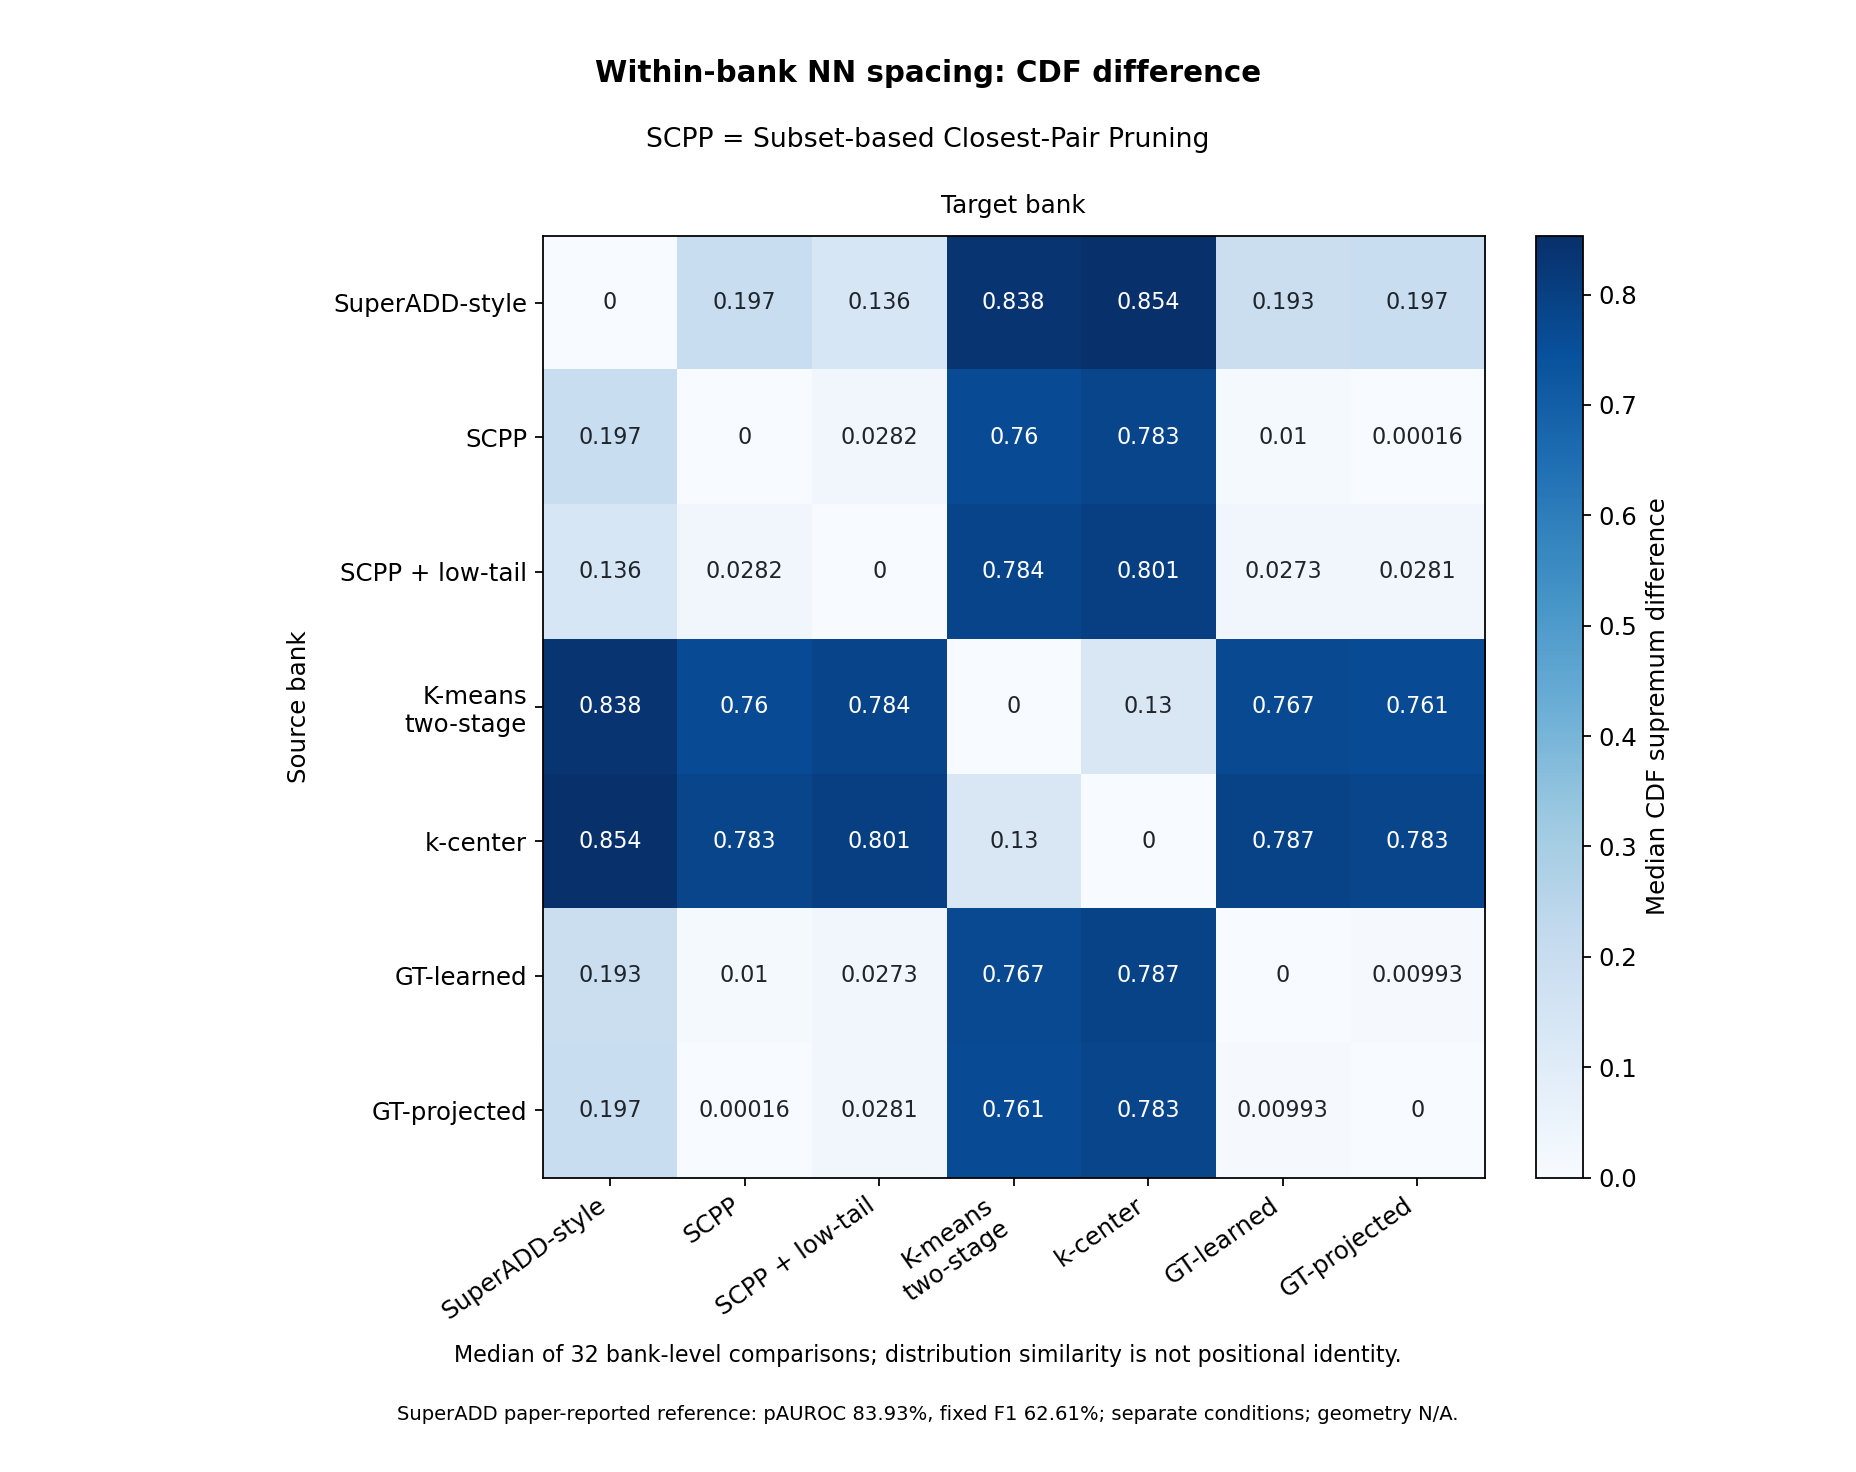 Within-bank NN spacing: CDF difference
SCPP = Subset-based Closest-Pair Pruning
Target bank
SuperADD-style 0 0.197 0.136 0.838 0.854 0.193 0.197
SCPP 0.197 0 0.0282 0.76 0.783 0.01 0.00016
SCPP + low-tail 0.136 0.0282 0 0.784 0.801 0.0273 0.0281
K-means
two-stage 0.838 0.76 0.784 0 0.13 0.767 0.761
k-center 0.854 0.783 0.801 0.13 0 0.787 0.783
GT-learned 0.193 0.01 0.0273 0.767 0.787 0 0.00993
GT-projected 0.197 0.00016 0.0281 0.761 0.783 0.00993 0
Source bank
SuperADD-style
SCPP
SCPP + low-tail
K-means
two-stage
k-center
GT-learned
GT-projected
0.8
0.7
0.6
0.5
0.4
0.3
0.2
0.1
0.0
Median CDF supremum difference
Median of 32 bank-level comparisons; distribution similarity is not positional identity.
SuperADD paper-reported reference: pAUROC 83.93%, fixed F1 62.61%; separate conditions; geometry N/A.